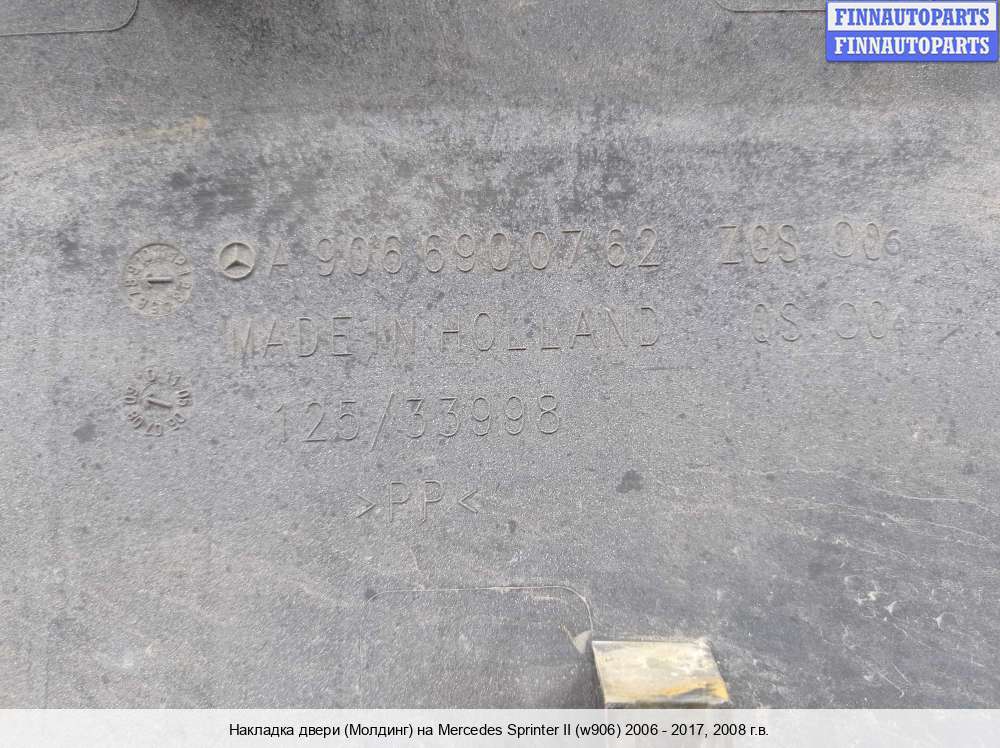 FINNAUTOPARTS
FINNAUTOPARTS
A 906 690 07 62 ZGS 006
MADE IN HOLLAND QS 00
125/33998
>PP<
Накладка двери (Молдинг) на Mercedes Sprinter II (w906) 2006 - 2017, 2008 г.в.